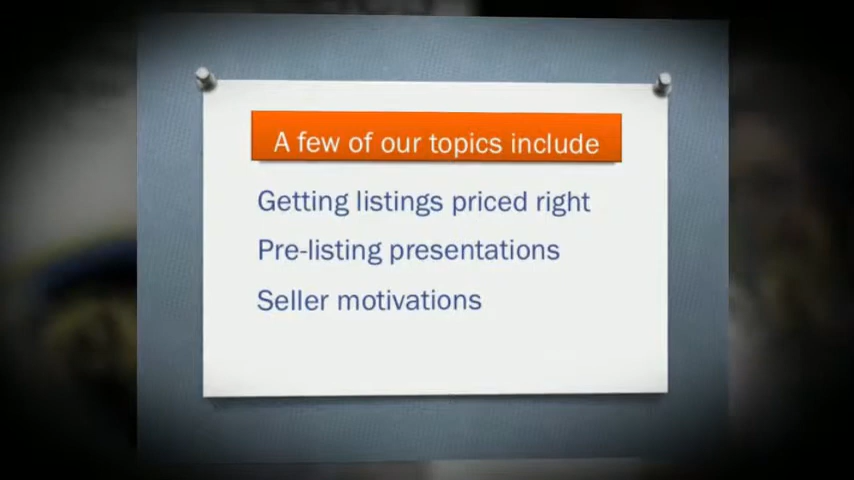 A few of our topics include
Getting listings priced right
Pre-listing presentations
Seller motivations